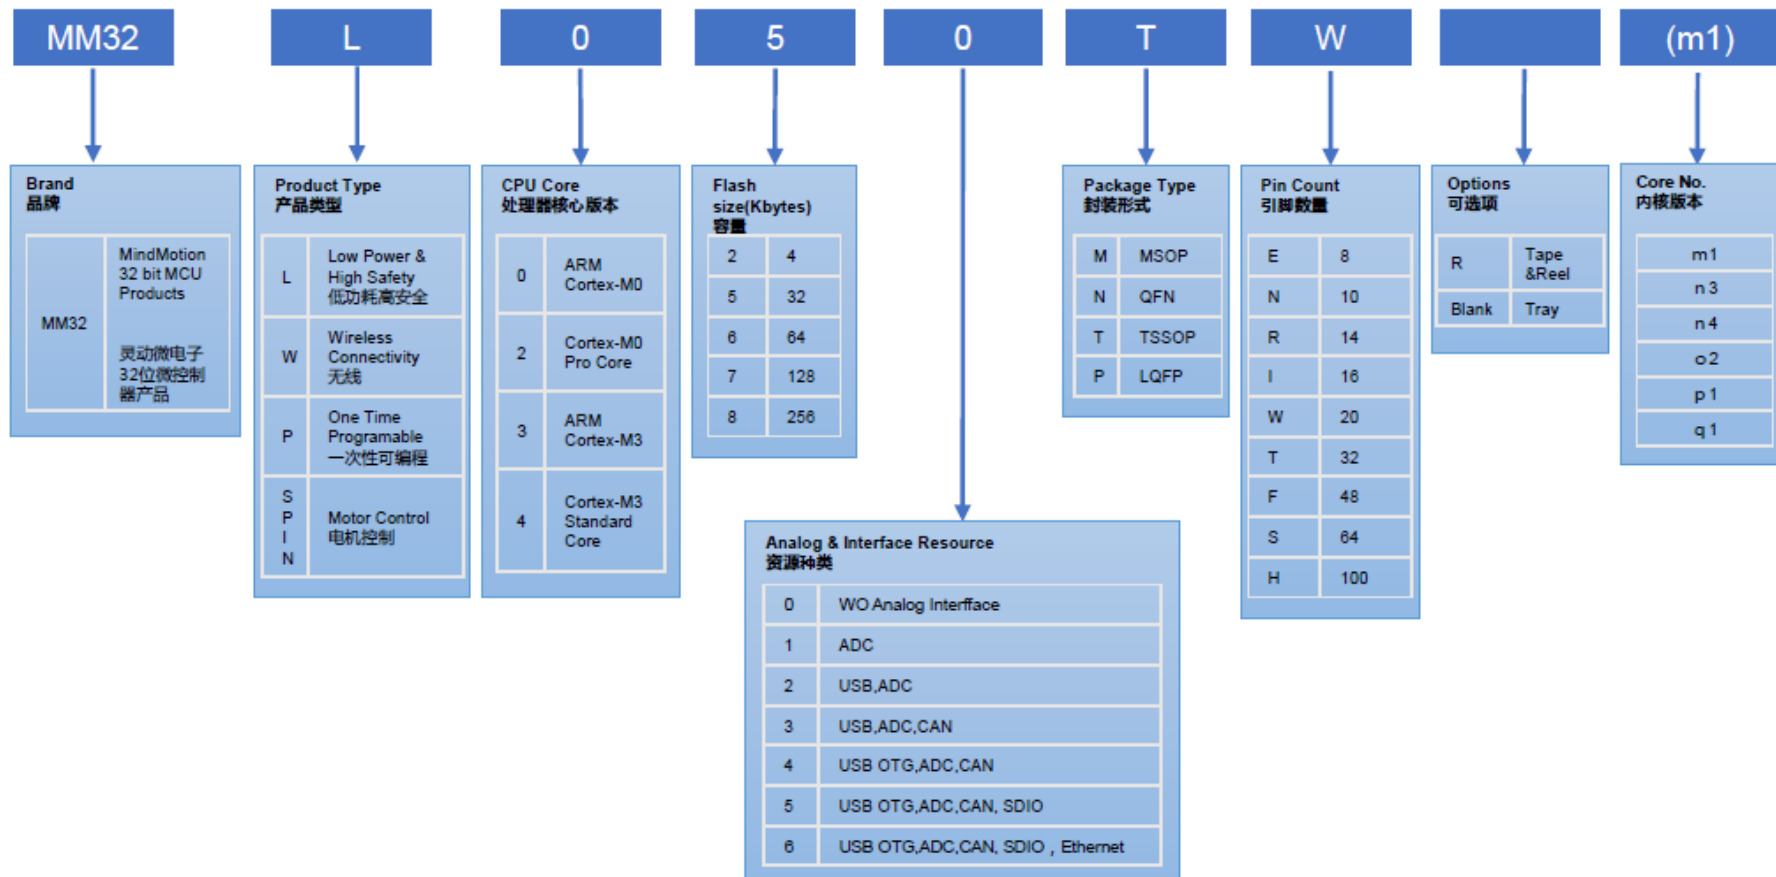 MM32 L 0 5 0 T W (m1)
Brand
品牌
MM32
MindMotion
32 bit MCU
Products
灵动微电子
32位微控制
器产品
Product Type
产品类型
L
Low Power &
High Safety
低功耗高安全
W
Wireless
Connectivity
无线
P
One Time
Programable
一次性可编程
S
P
I
N
Motor Control
电机控制
CPU Core
处理器核心版本
0
ARM
Cortex-M0
2
Cortex-M0
Pro Core
3
ARM
Cortex-M3
4
Cortex-M3
Standard
Core
Flash
size(Kbytes)
容量
2 4
5 32
6 64
7 128
8 256
Analog & Interface Resource
资源种类
0 WO Analog Interfface
1 ADC
2 USB,ADC
3 USB,ADC,CAN
4 USB OTG,ADC,CAN
5 USB OTG,ADC,CAN, SDIO
6 USB OTG,ADC,CAN, SDIO , Ethernet
Package Type
封装形式
M MSOP
N QFN
T TSSOP
P LQFP
Pin Count
引脚数量
E 8
N 10
R 14
I 16
W 20
T 32
F 48
S 64
H 100
Options
可选项
R
Tape
&Reel
Blank Tray
Core No.
内核版本
m1
n 3
n 4
o 2
p 1
q 1